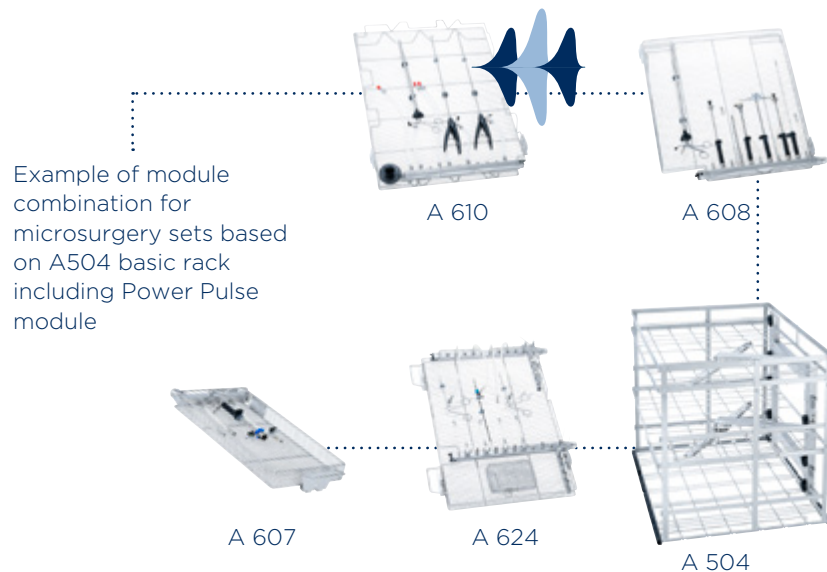 Example of module
combination for
microsurgery sets based
on A504 basic rack
including Power Pulse
module
A 610
A 608
A 607
A 624
A 504